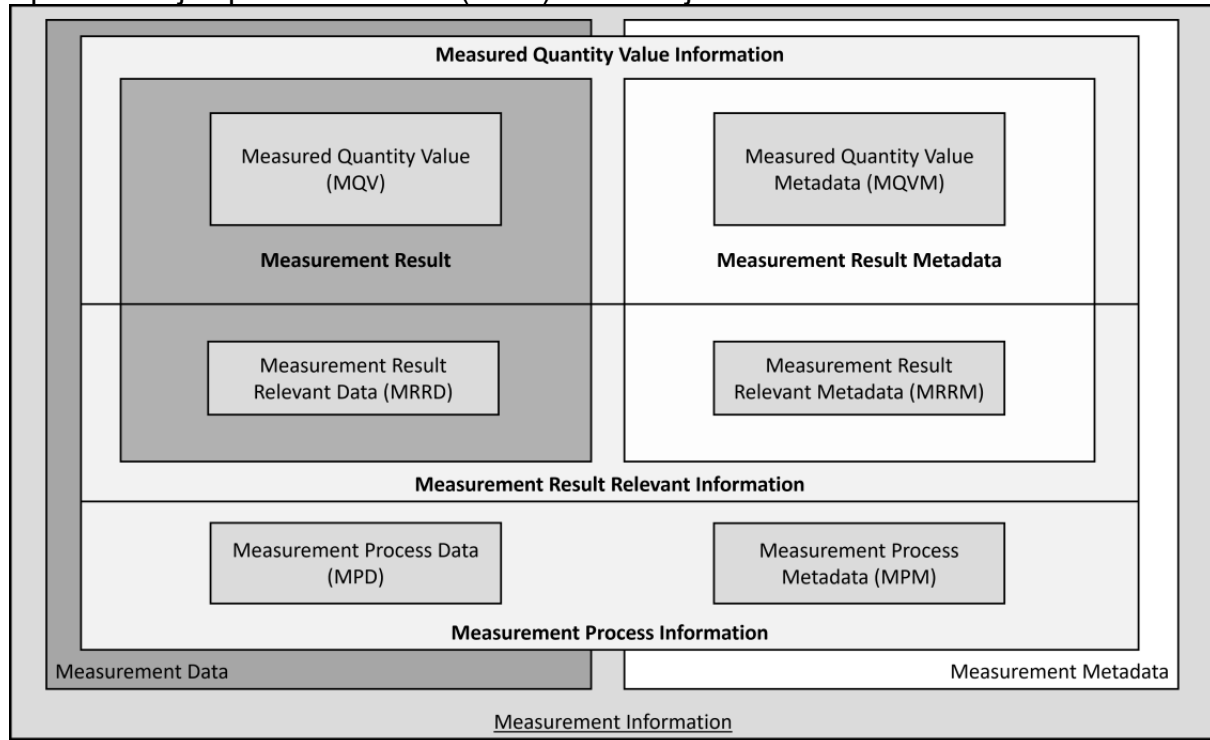 Measured Quantity Value Information
Measured Quantity Value
(MQV)
Measured Quantity Value
Metadata (MQVM)
Measurement Result
Measurement Result Metadata
Measurement Result
Relevant Data (MRRD)
Measurement Result
Relevant Metadata (MRRM)
Measurement Result Relevant Information
Measurement Process Data
(MPD)
Measurement Process
Metadata (MPM)
Measurement Process Information
Measurement Data
Measurement Metadata
Measurement Information